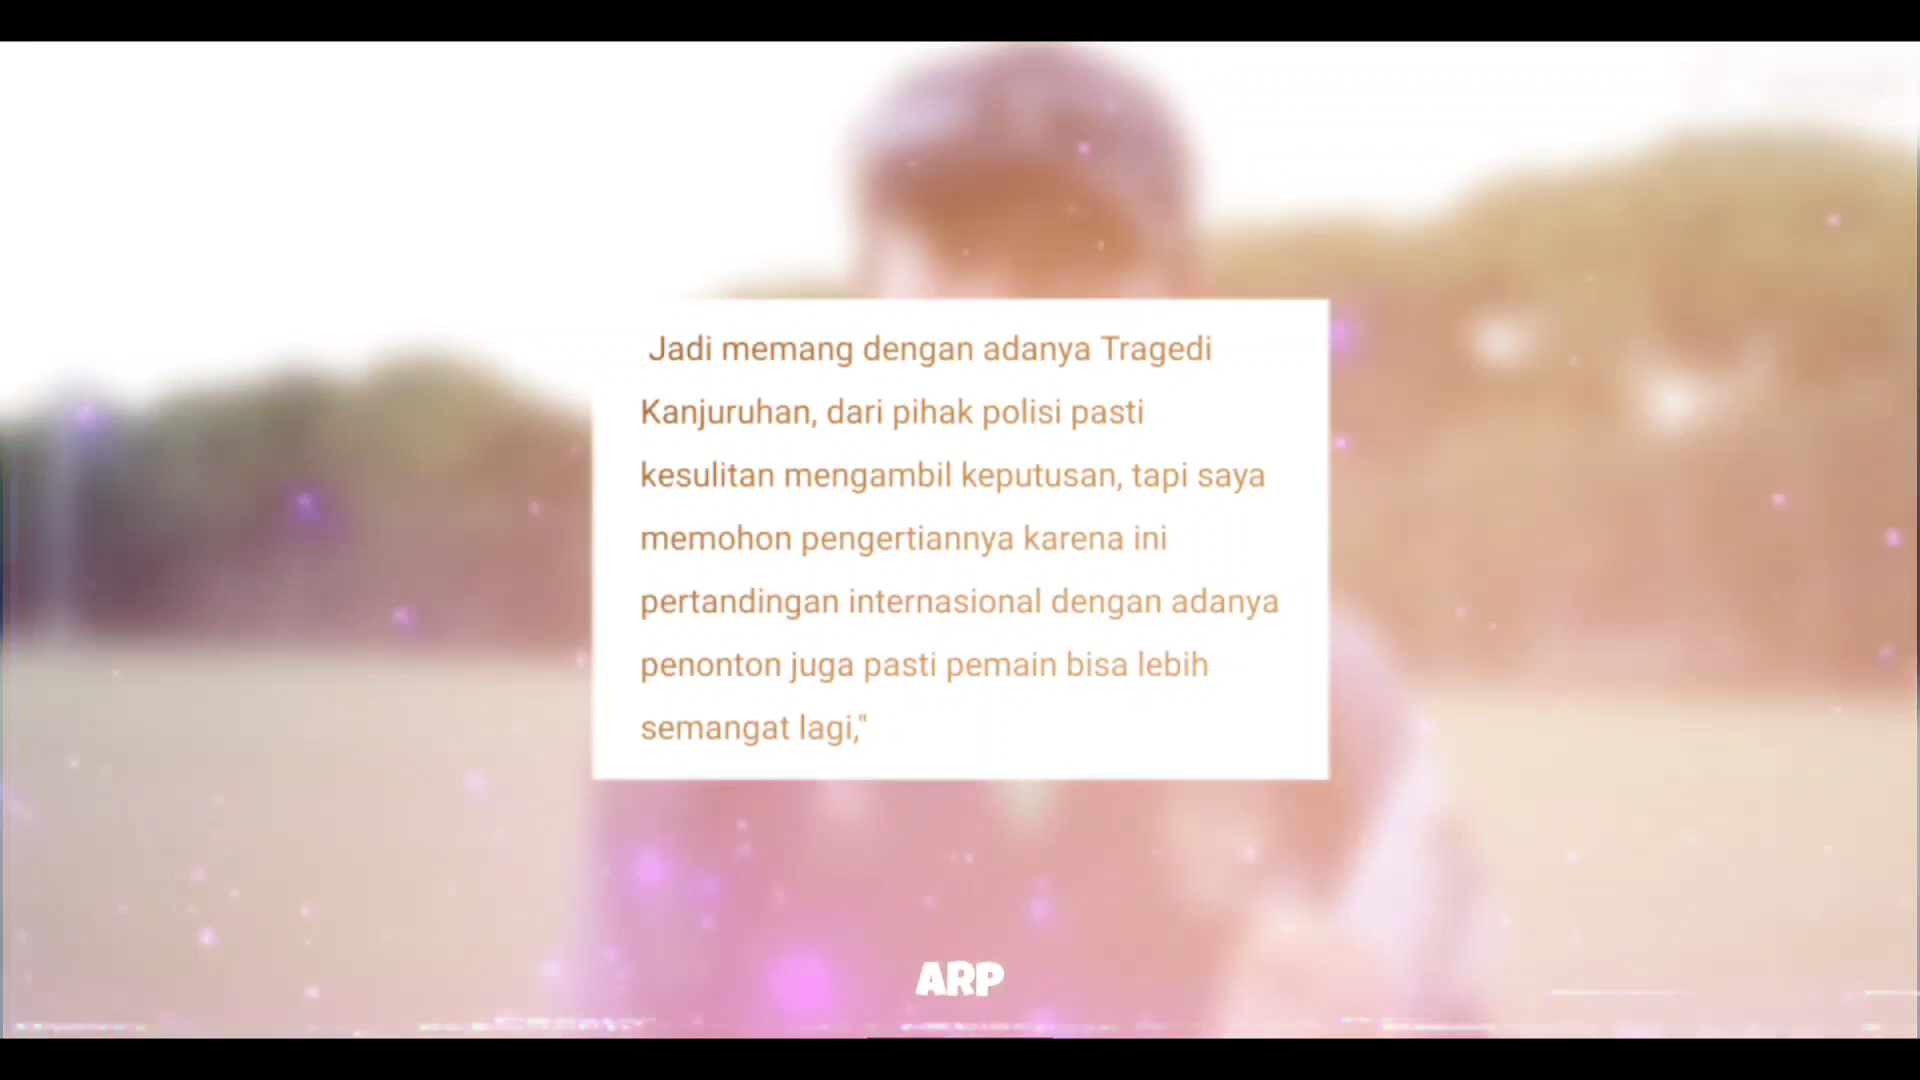 Jadi memang dengan adanya Tragedi
Kanjuruhan, dari pihak polisi pasti
kesulitan mengambil keputusan, tapi saya
memohon pengertiannya karena ini
pertandingan internasional dengan adanya
penonton juga pasti pemain bisa lebih
semangat lagi,"
ARP